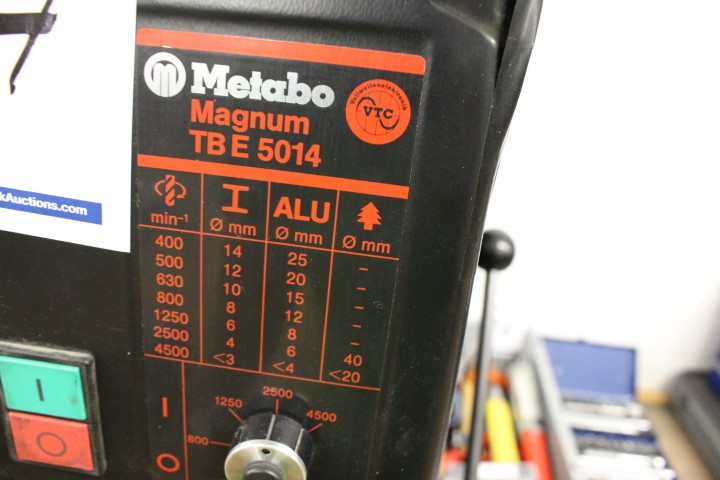 kAuctions.com
Metabo
Magnum
TBE 5014
Vollwellenelektronik
VTC
ALU
min⁻¹ Ø mm Ø mm Ø mm
400 14 25 –
500 12 20 –
630 10 15 –
800 8 12 –
1250 6 8 –
2500 4 6 40
4500 <3 <4 <20
I
O
I
O
800
1250
2500
4500